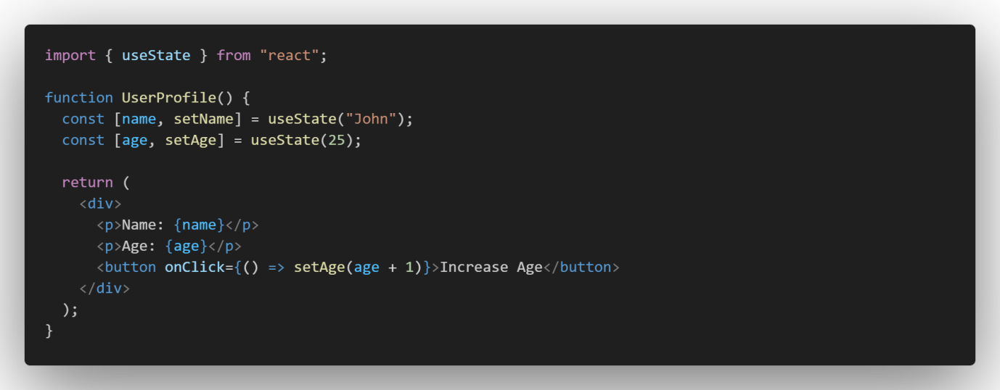 import { useState } from "react";

function UserProfile() {
  const [name, setName] = useState("John");
  const [age, setAge] = useState(25);

  return (
    <div>
      <p>Name: {name}</p>
      <p>Age: {age}</p>
      <button onClick={() => setAge(age + 1)}>Increase Age</button>
    </div>
  );
}